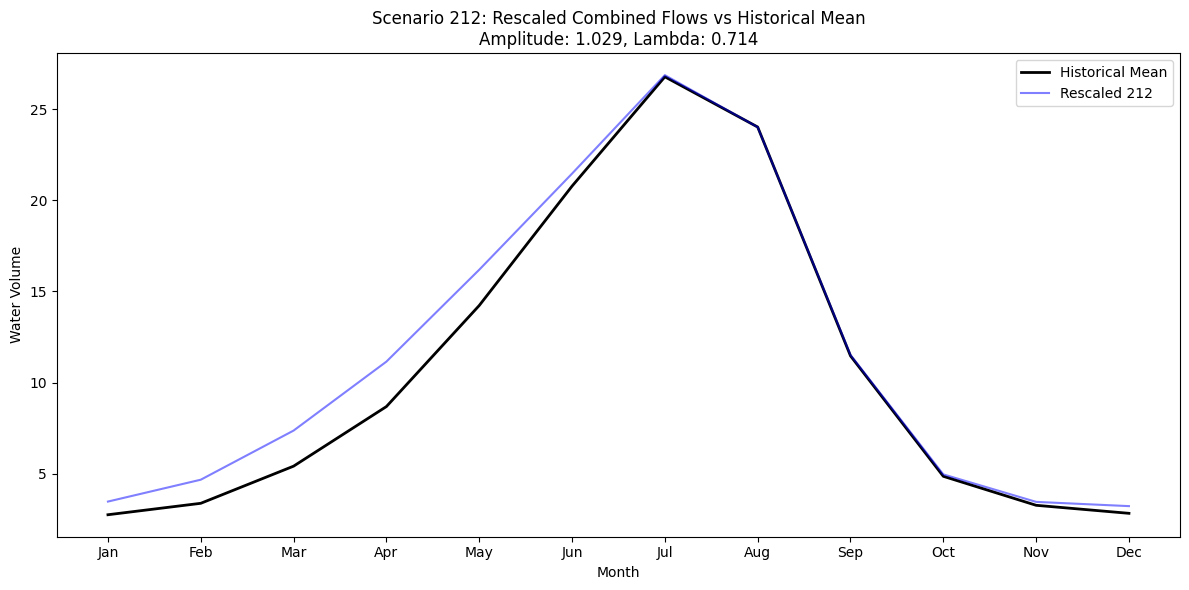 Scenario 212: Rescaled Combined Flows vs Historical Mean
Amplitude: 1.029, Lambda: 0.714
Historical Mean
Rescaled 212
Water Volume
25
20
15
10
5
Jan Feb Mar Apr May Jun Jul Aug Sep Oct Nov Dec
Month